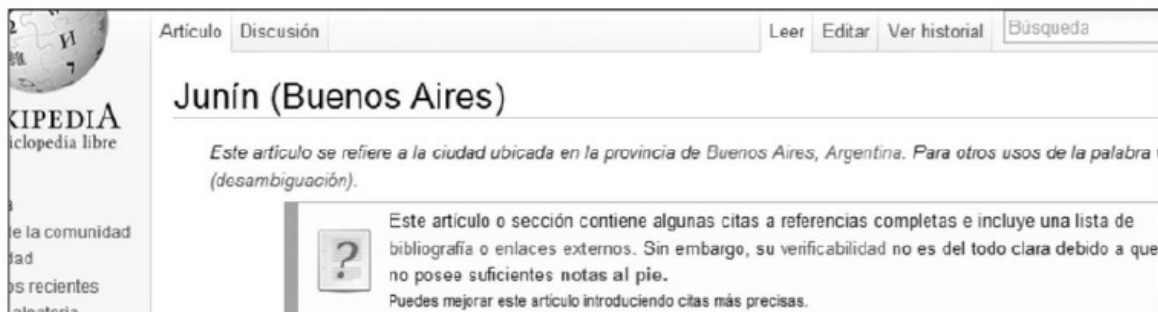 Artículo Discusión Leer Editar Ver historial Búsqueda
Junín (Buenos Aires)
KIPEDIA
iclopedia libre
Este artículo se refiere a la ciudad ubicada en la provincia de Buenos Aires, Argentina. Para otros usos de la palabra
(desambiguación).
Este artículo o sección contiene algunas citas a referencias completas e incluye una lista de
bibliografía o enlaces externos. Sin embargo, su verificabilidad no es del todo clara debido a que
no posee suficientes notas al pie.
Puedes mejorar este artículo introduciendo citas más precisas.
de la comunidad
dad
os recientes